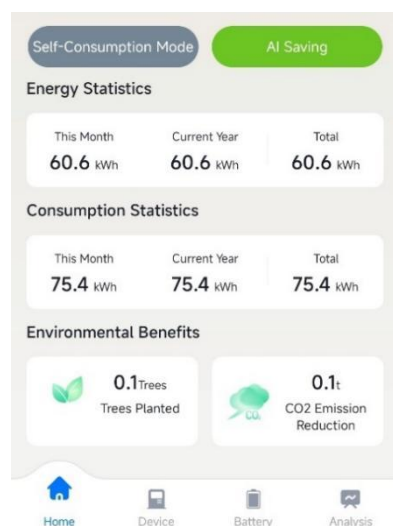 Self-Consumption Mode AI Saving
Energy Statistics
This Month Current Year Total
60.6 kWh 60.6 kWh 60.6 kWh
Consumption Statistics
This Month Current Year Total
75.4 kWh 75.4 kWh 75.4 kWh
Environmental Benefits
0.1Trees 0.1t
Trees Planted CO2 Emission
Reduction
CO₂
Home Device Battery Analysis